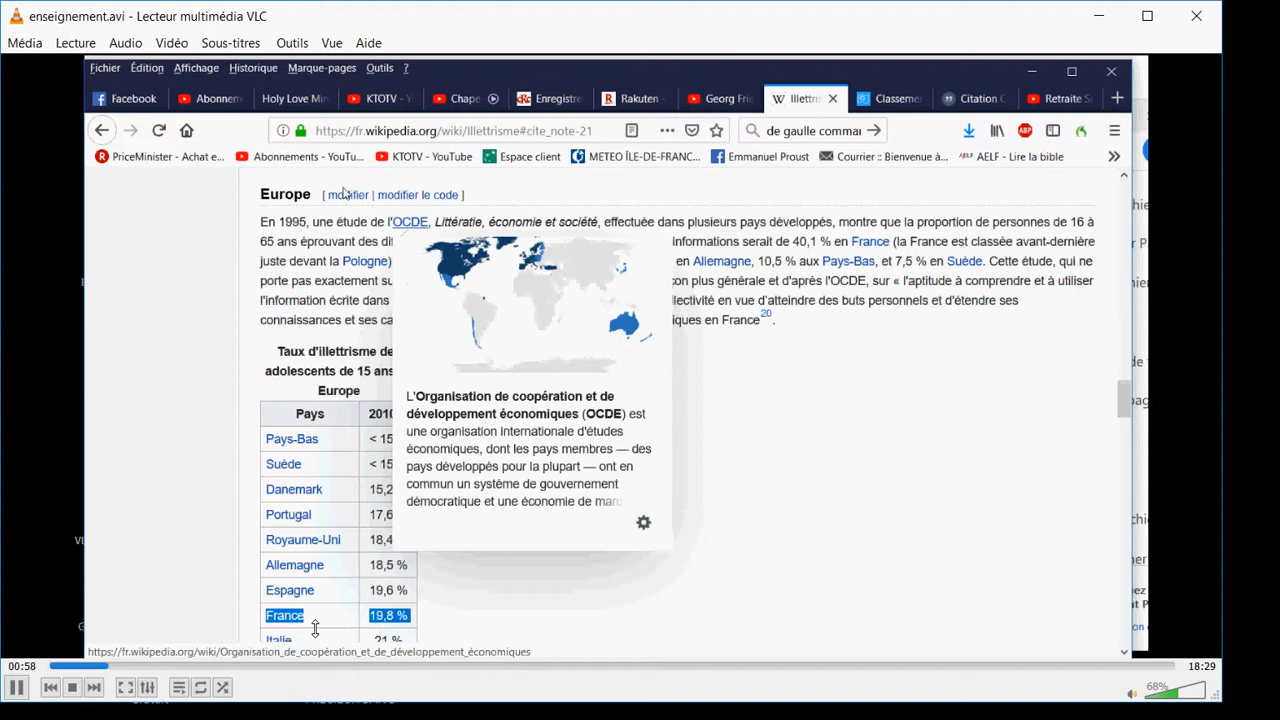 enseignement.avi - Lecteur multimédia VLC
Média Lecture Audio Vidéo Sous-titres Outils Vue Aide
Fichier Édition Affichage Historique Marque-pages Outils ?
Facebook Abonnem Holy Love Min KTOTV - Y Chape Enregistre Rakuten - Georg Frie Illettris Classemen Citation C Retraite S
https://fr.wikipedia.org/wiki/Illettrisme#cite_note-21 de gaulle commar ABP
PriceMinister - Achat e... Abonnements - YouTu... KTOTV - YouTube Espace client METEO ÎLE-DE-FRANC... Emmanuel Proust Courrier :: Bienvenue à... AELF - Lire la bible
Europe [ modifier | modifier le code ]
En 1995, une étude de l'OCDE, Littératie, économie et société, effectuée dans plusieurs pays développés, montre que la proportion de personnes de 16 à
65 ans éprouvant des dif informations serait de 40,1 % en France (la France est classée avant-dernière
juste devant la Pologne) en Allemagne, 10,5 % aux Pays-Bas, et 7,5 % en Suède. Cette étude, qui ne
porte pas exactement su çon plus générale et d'après l'OCDE, sur « l'aptitude à comprendre et à utiliser
l'information écrite dans llectivité en vue d'atteindre des buts personnels et d'étendre ses
connaissances et ses ca iques en France20.
Taux d'illettrisme de
adolescents de 15 ans
Europe
Pays 2010
Pays-Bas < 15
Suède < 15
Danemark 15,2
Portugal 17,6
Royaume-Uni 18,4
Allemagne 18,5 %
Espagne 19,6 %
France 19,8 %
Italie 21 %
L'Organisation de coopération et de
développement économiques (OCDE) est
une organisation internationale d'études
économiques, dont les pays membres — des
pays développés pour la plupart — ont en
commun un système de gouvernement
démocratique et une économie de marc
https://fr.wikipedia.org/wiki/Organisation_de_coopération_et_de_développement_économiques
00:58 18:29
68%